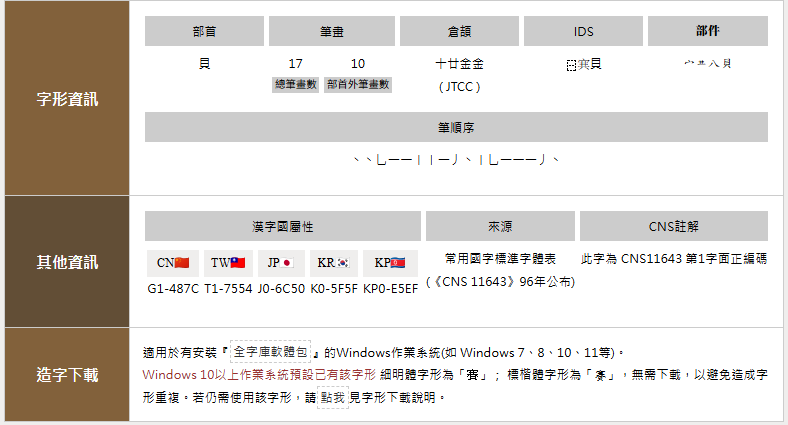 字形資訊
部首 筆畫 倉頡 IDS 部件
貝 17 10 十廿金金 ⿱𡨄貝 宀龷八貝
總筆畫數 部首外筆畫數 ( JTCC )
筆順序
丶丶乚一一丨丨一丿丶丨乚一一一丿丶
其他資訊
漢字國屬性 來源 CNS註解
CN🇨🇳 TW🇹🇼 JP🇯🇵 KR🇰🇷 KP🇰🇵 常用國字標準字體表 此字為 CNS11643 第1字面正編碼
G1-487C T1-7554 J0-6C50 K0-5F5F KP0-E5EF (《CNS 11643》96年公布)
造字下載
適用於有安裝『全字庫軟體包』的Windows作業系統(如 Windows 7、8、10、11等)。
Windows 10以上作業系統預設已有該字形 細明體字形為「賽」； 標楷體字形為「賽」，無需下載，以避免造成字
形重複。若仍需使用該字形，請點我見字形下載說明。